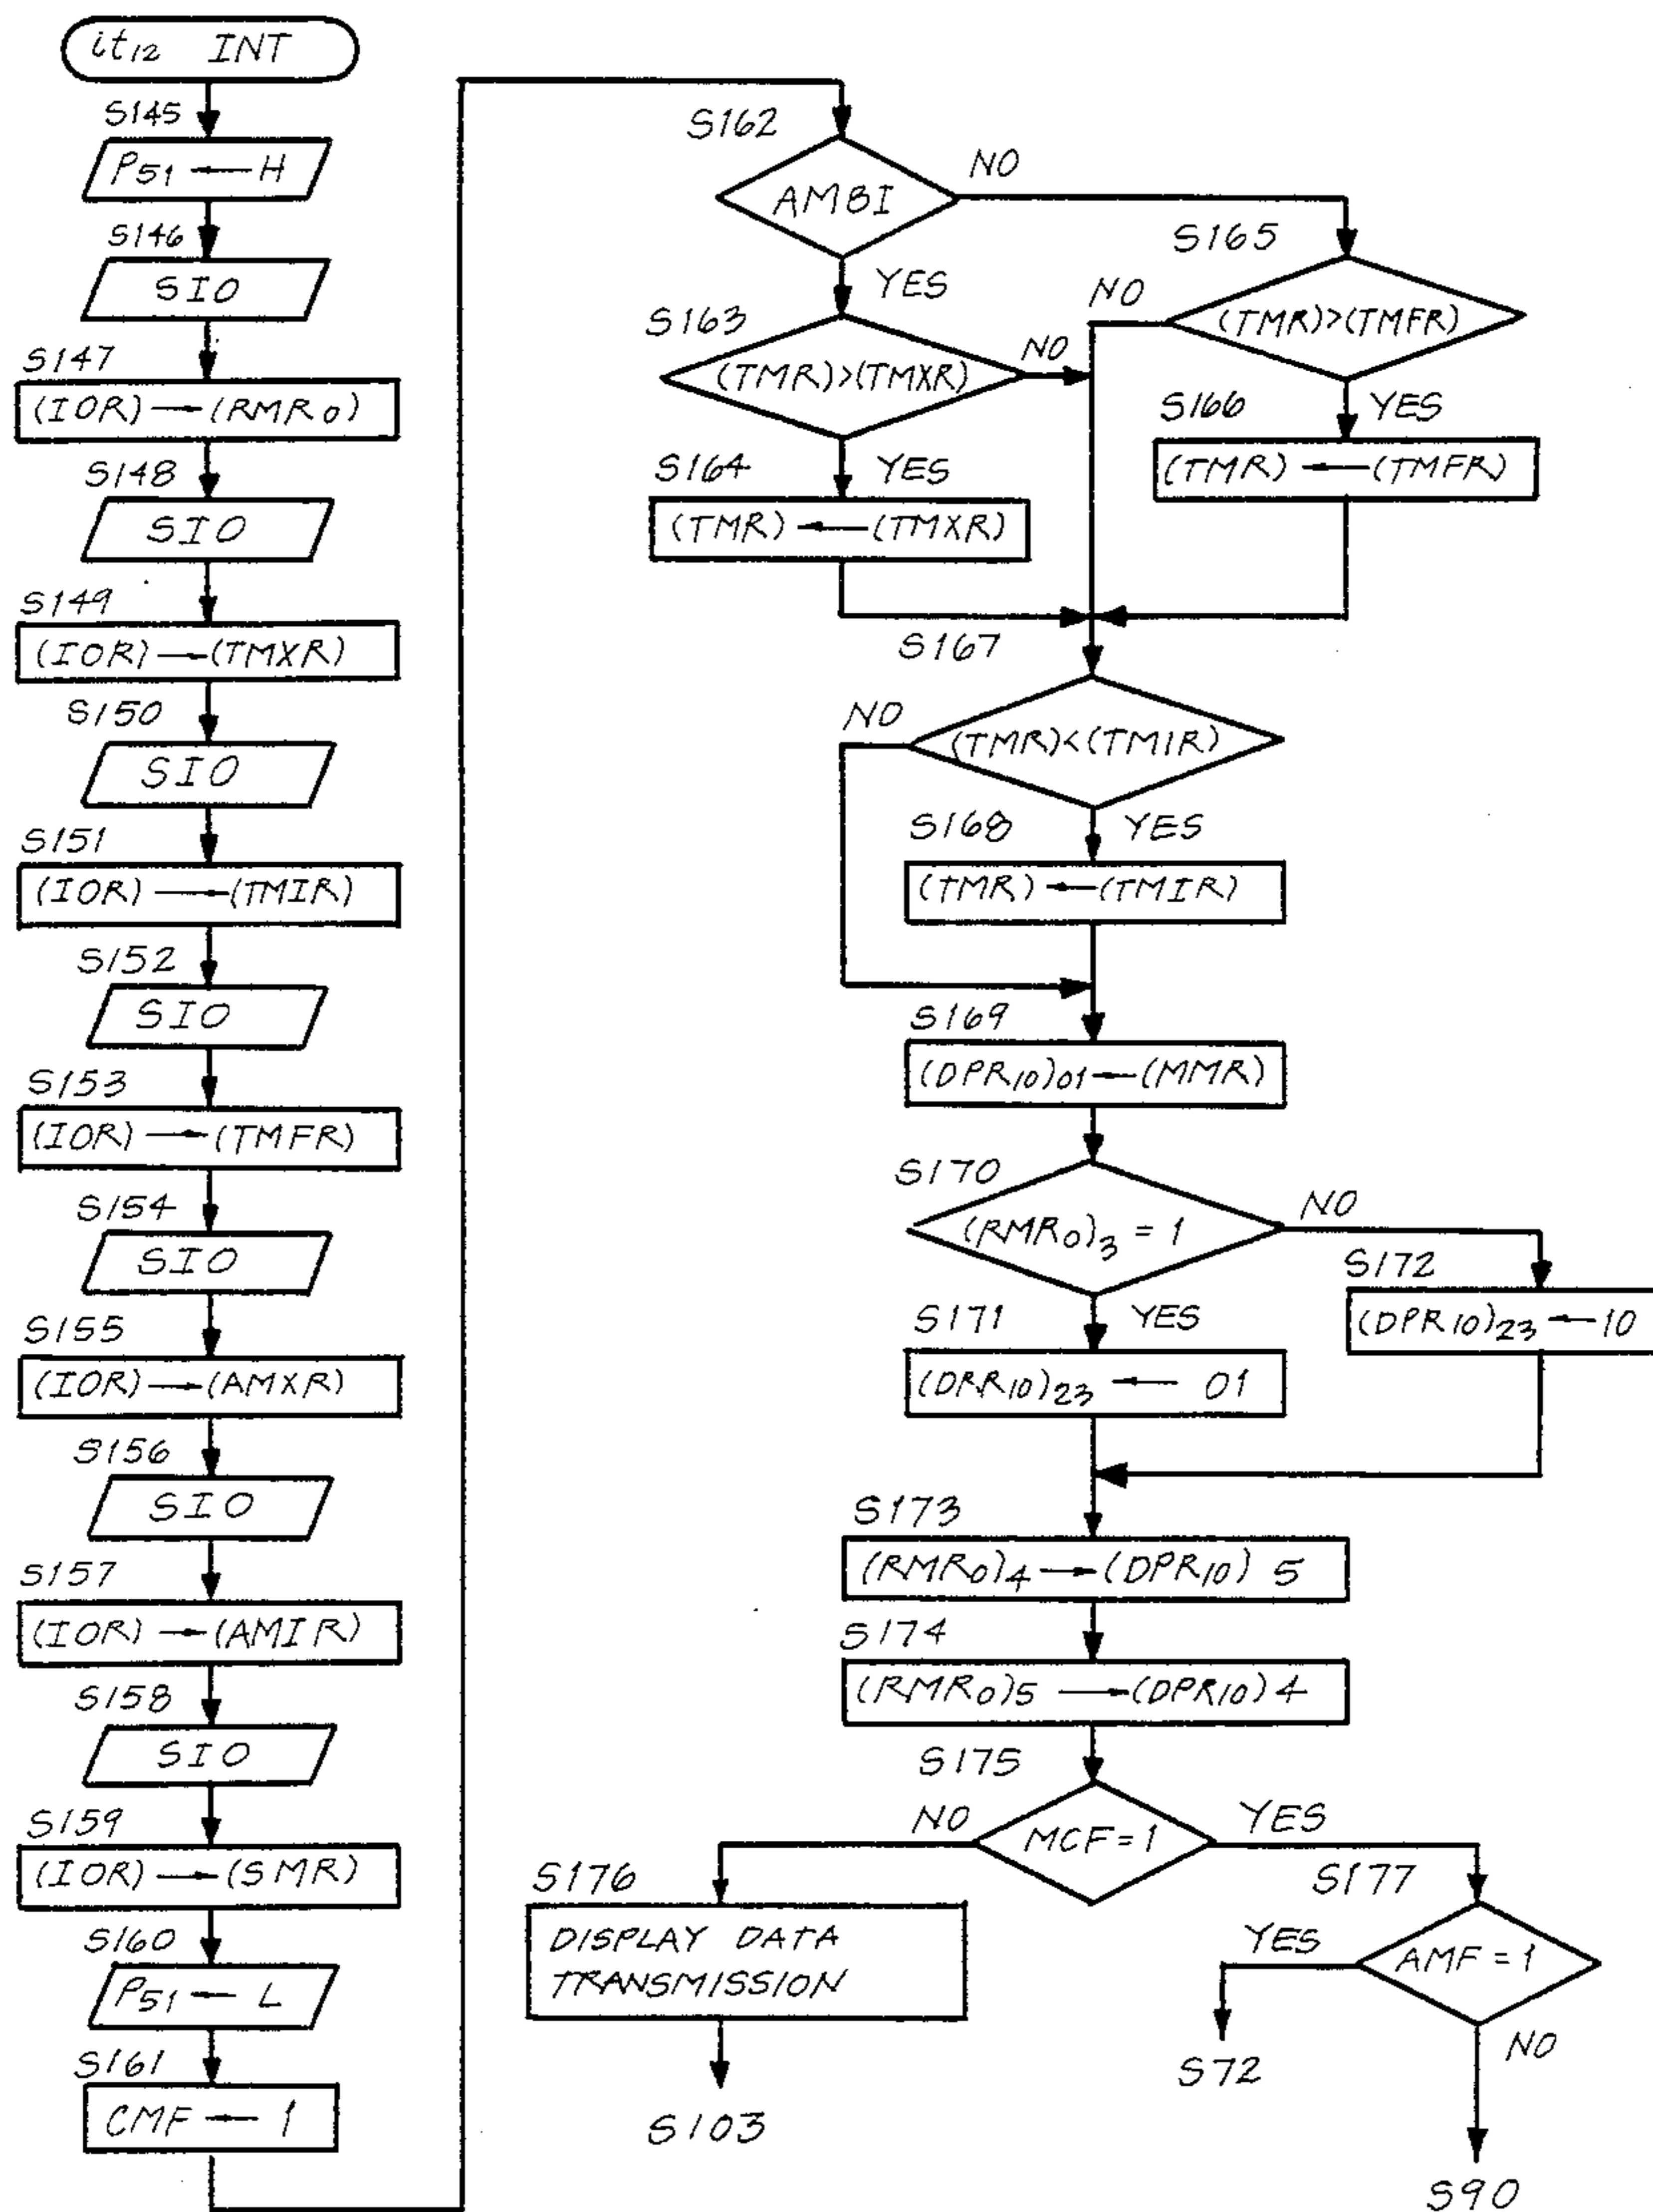 it12 INT
S145
P51 ← H
S146
SIO
S147
(IOR) → (RMR0)
S148
SIO
S149
(IOR) → (TMXR)
S150
SIO
S151
(IOR) → (TMIR)
S152
SIO
S153
(IOR) → (TMFR)
S154
SIO
S155
(IOR) → (AMXR)
S156
SIO
S157
(IOR) → (AMIR)
S158
SIO
S159
(IOR) → (SMR)
S160
P51 ← L
S161
CMF ← 1
S162
AMBI
NO
YES
S163
(TMR)>(TMXR)
NO
YES
S164
(TMR) ← (TMXR)
S165
NO
(TMR)>(TMFR)
YES
S166
(TMR) ← (TMFR)
S167
NO
(TMR)<(TMIR)
YES
S168
(TMR) ← (TMIR)
S169
(DPR10)01 ← (MMR)
S170
(RMR0)3 = 1
NO
YES
S171
(DRR10)23 ← 01
S172
(DPR10)23 ← 10
S173
(RMR0)4 → (DPR10) 5
S174
(RMR0)5 → (DPR10) 4
S175
NO
MCF = 1
YES
S176
DISPLAY DATA
TRANSMISSION
S103
S177
YES
AMF = 1
NO
S72
S90